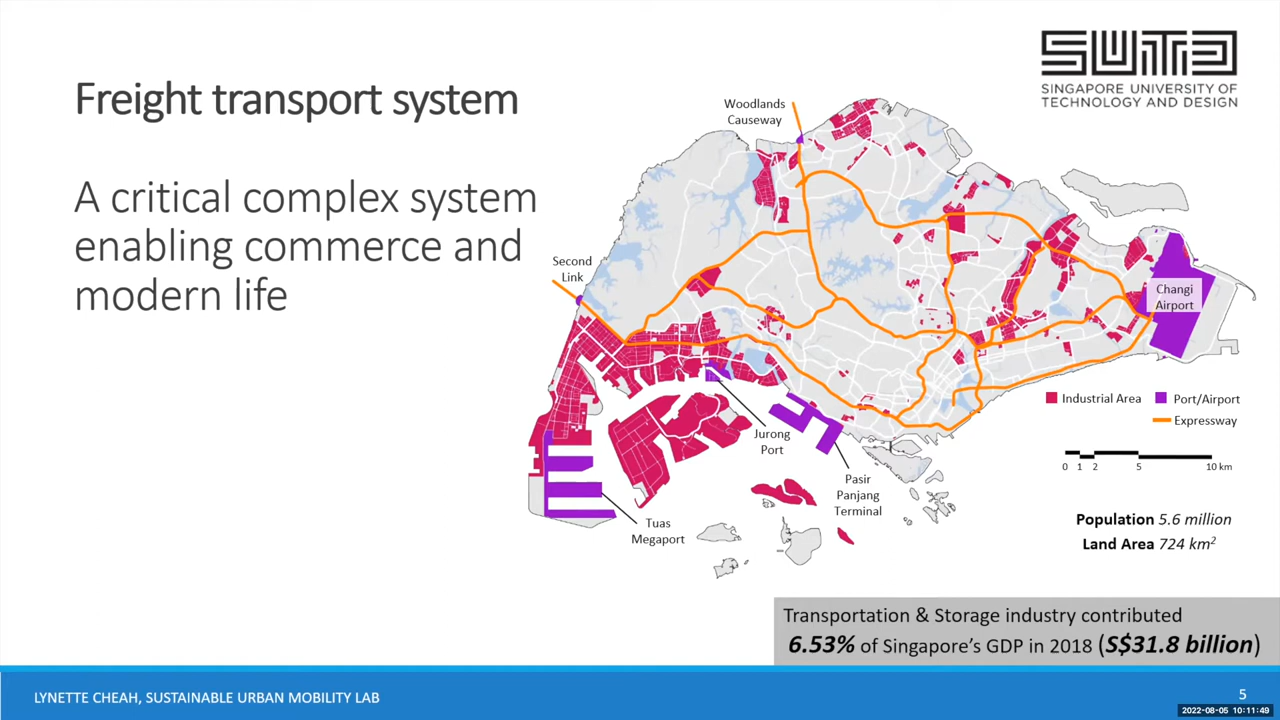 Freight transport system
A critical complex system
enabling commerce and
modern life
SUTD
SINGAPORE UNIVERSITY OF
TECHNOLOGY AND DESIGN
Woodlands
Causeway
Second
Link
Changi
Airport
Industrial Area
Port/Airport
Expressway
Jurong
Port
0 1 2 5 10 km
Pasir
Panjang
Terminal
Tuas
Megaport
Population 5.6 million
Land Area 724 km²
Transportation & Storage industry contributed
6.53% of Singapore's GDP in 2018 (S$31.8 billion)
LYNETTE CHEAH, SUSTAINABLE URBAN MOBILITY LAB
5
2022-08-05 10:11:49